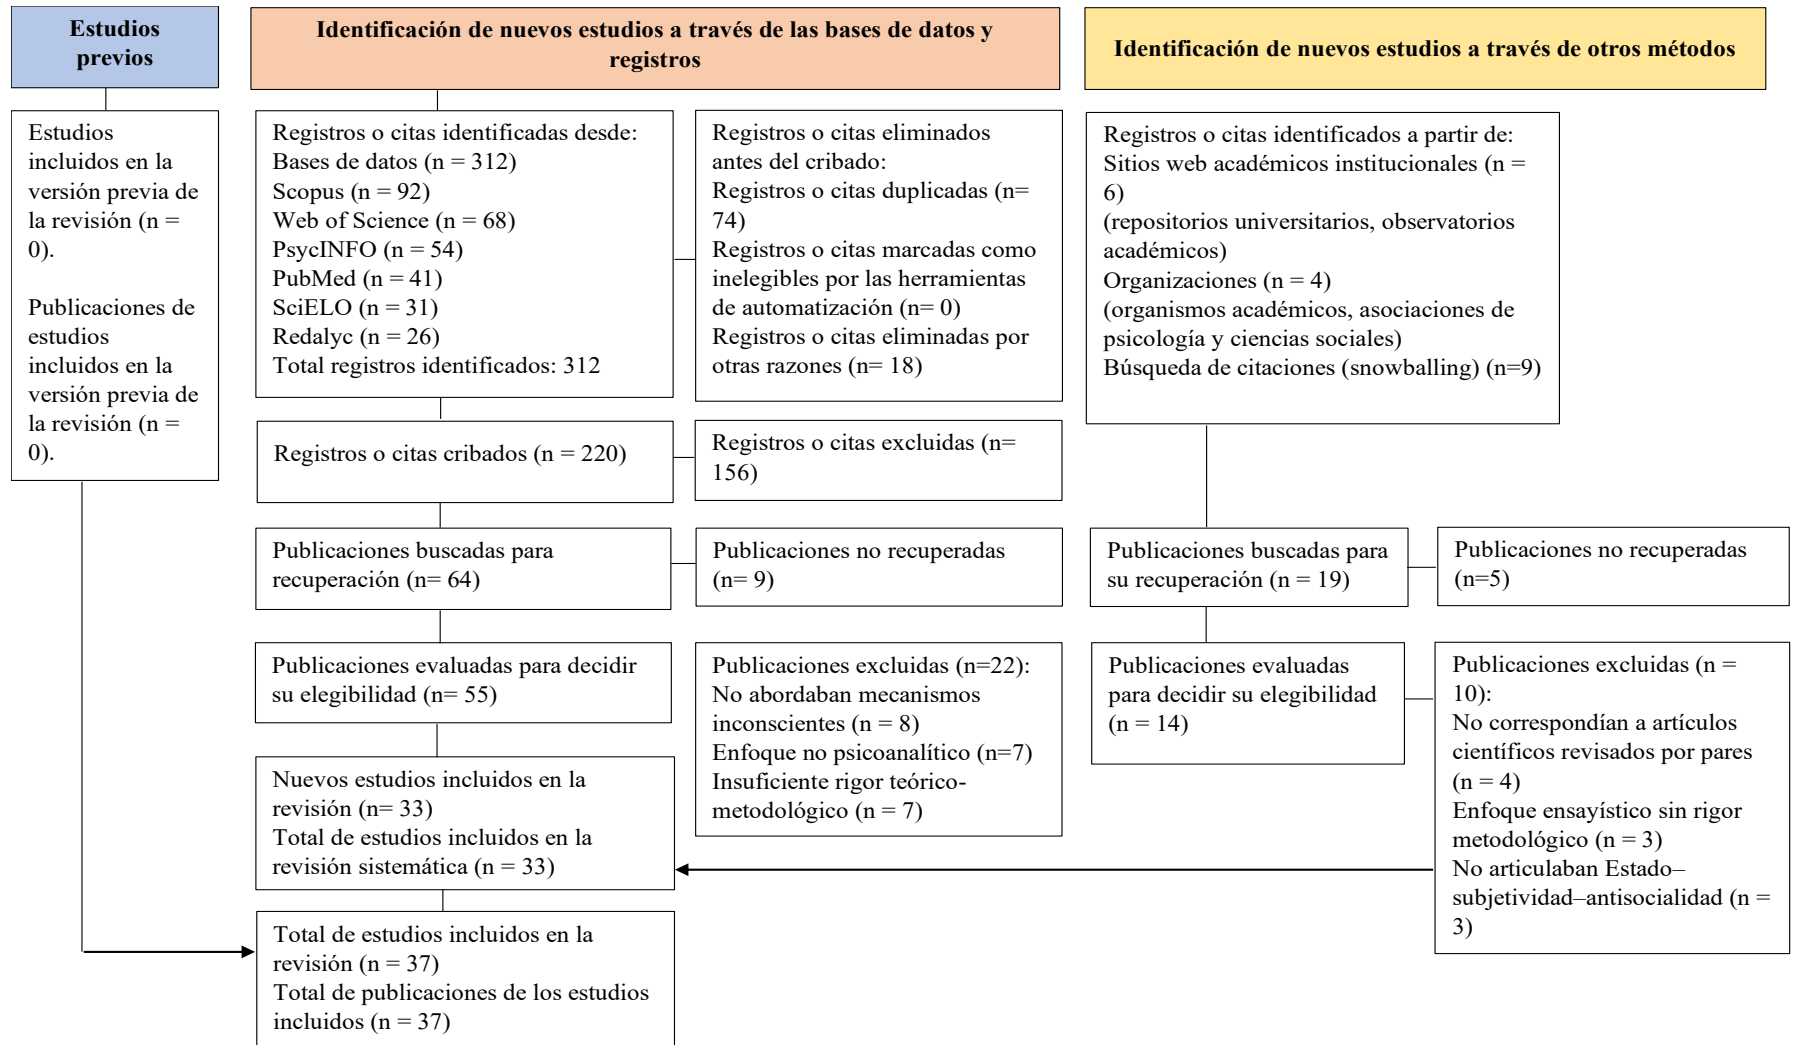 Estudios
previos
Identificación de nuevos estudios a través de las bases de datos y
registros
Identificación de nuevos estudios a través de otros métodos
Estudios
incluidos en la
versión previa de
la revisión (n =
0).
Publicaciones de
estudios
incluidos en la
versión previa de
la revisión (n =
0).
Registros o citas identificadas desde:
Bases de datos (n = 312)
Scopus (n = 92)
Web of Science (n = 68)
PsycINFO (n = 54)
PubMed (n = 41)
SciELO (n = 31)
Redalyc (n = 26)
Total registros identificados: 312
Registros o citas eliminados
antes del cribado:
Registros o citas duplicadas (n=
74)
Registros o citas marcadas como
inelegibles por las herramientas
de automatización (n= 0)
Registros o citas eliminadas por
otras razones (n= 18)
Registros o citas identificados a partir de:
Sitios web académicos institucionales (n =
6)
(repositorios universitarios, observatorios
académicos)
Organizaciones (n = 4)
(organismos académicos, asociaciones de
psicología y ciencias sociales)
Búsqueda de citaciones (snowballing) (n=9)
Registros o citas cribados (n = 220)
Registros o citas excluidas (n=
156)
Publicaciones buscadas para
recuperación (n= 64)
Publicaciones no recuperadas
(n= 9)
Publicaciones buscadas para
su recuperación (n = 19)
Publicaciones no recuperadas
(n=5)
Publicaciones evaluadas para decidir
su elegibilidad (n= 55)
Publicaciones excluidas (n=22):
No abordaban mecanismos
inconscientes (n = 8)
Enfoque no psicoanalítico (n=7)
Insuficiente rigor teórico-
metodológico (n = 7)
Publicaciones evaluadas
para decidir su elegibilidad
(n = 14)
Publicaciones excluidas (n =
10):
No correspondían a artículos
científicos revisados por pares
(n = 4)
Enfoque ensayístico sin rigor
metodológico (n = 3)
No articulaban Estado–
subjetividad–antisocialidad (n =
3)
Nuevos estudios incluidos en la
revisión (n= 33)
Total de estudios incluidos en la
revisión sistemática (n = 33)
Total de estudios incluidos en la
revisión (n = 37)
Total de publicaciones de los estudios
incluidos (n = 37)